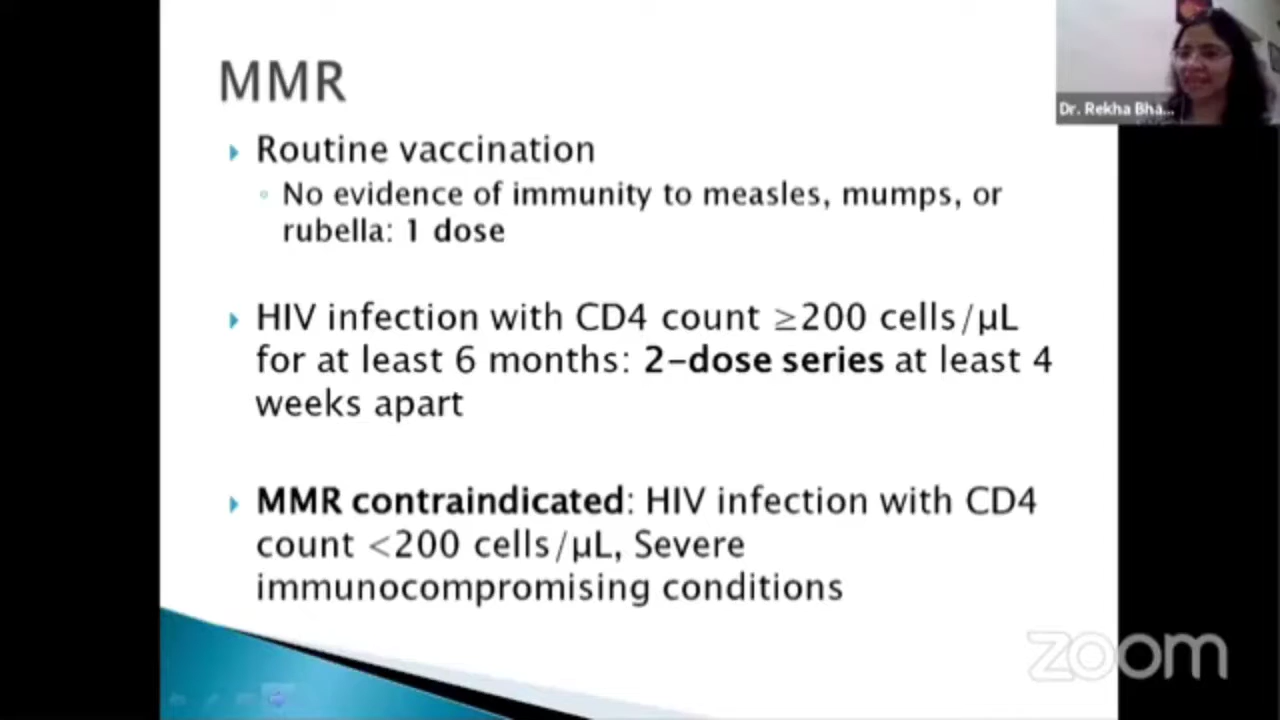 MMR
Routine vaccination
No evidence of immunity to measles, mumps, or
rubella: 1 dose
HIV infection with CD4 count ≥200 cells/µL
for at least 6 months: 2-dose series at least 4
weeks apart
MMR contraindicated: HIV infection with CD4
count <200 cells/µL, Severe
immunocompromising conditions
Dr. Rekha Bha...
zoom